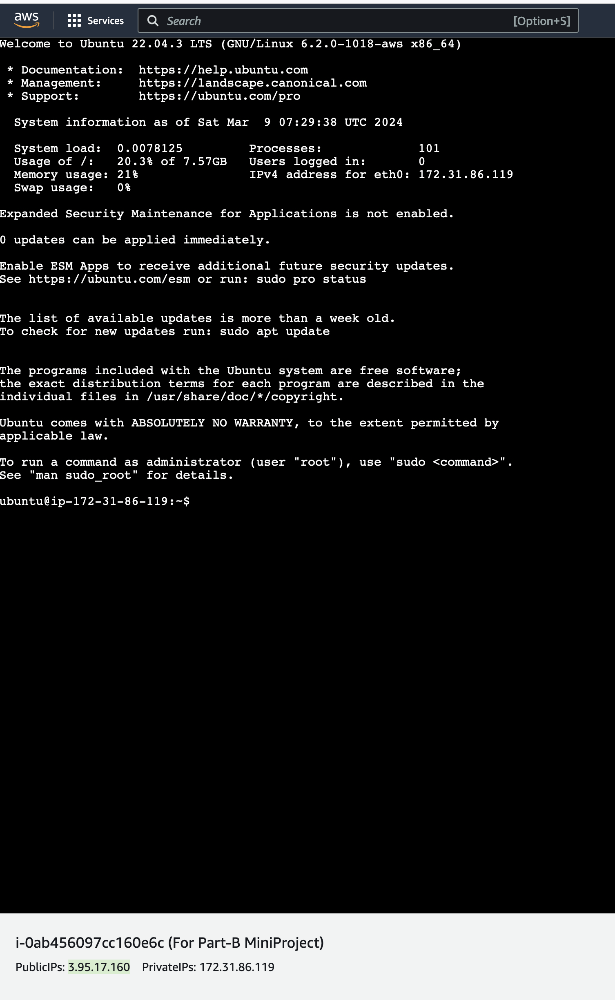 aws
Services
Search
[Option+S]
Welcome to Ubuntu 22.04.3 LTS (GNU/Linux 6.2.0-1018-aws x86_64)
* Documentation:  https://help.ubuntu.com
* Management:     https://landscape.canonical.com
* Support:        https://ubuntu.com/pro
System information as of Sat Mar  9 07:29:38 UTC 2024
System load:  0.0078125         Processes:             101
Usage of /:   20.3% of 7.57GB   Users logged in:       0
Memory usage: 21%               IPv4 address for eth0: 172.31.86.119
Swap usage:   0%
Expanded Security Maintenance for Applications is not enabled.
0 updates can be applied immediately.
Enable ESM Apps to receive additional future security updates.
See https://ubuntu.com/esm or run: sudo pro status
The list of available updates is more than a week old.
To check for new updates run: sudo apt update
The programs included with the Ubuntu system are free software;
the exact distribution terms for each program are described in the
individual files in /usr/share/doc/*/copyright.
Ubuntu comes with ABSOLUTELY NO WARRANTY, to the extent permitted by
applicable law.
To run a command as administrator (user "root"), use "sudo <command>".
See "man sudo_root" for details.
ubuntu@ip-172-31-86-119:~$
i-0ab456097cc160e6c (For Part-B MiniProject)
PublicIPs: 3.95.17.160    PrivateIPs: 172.31.86.119